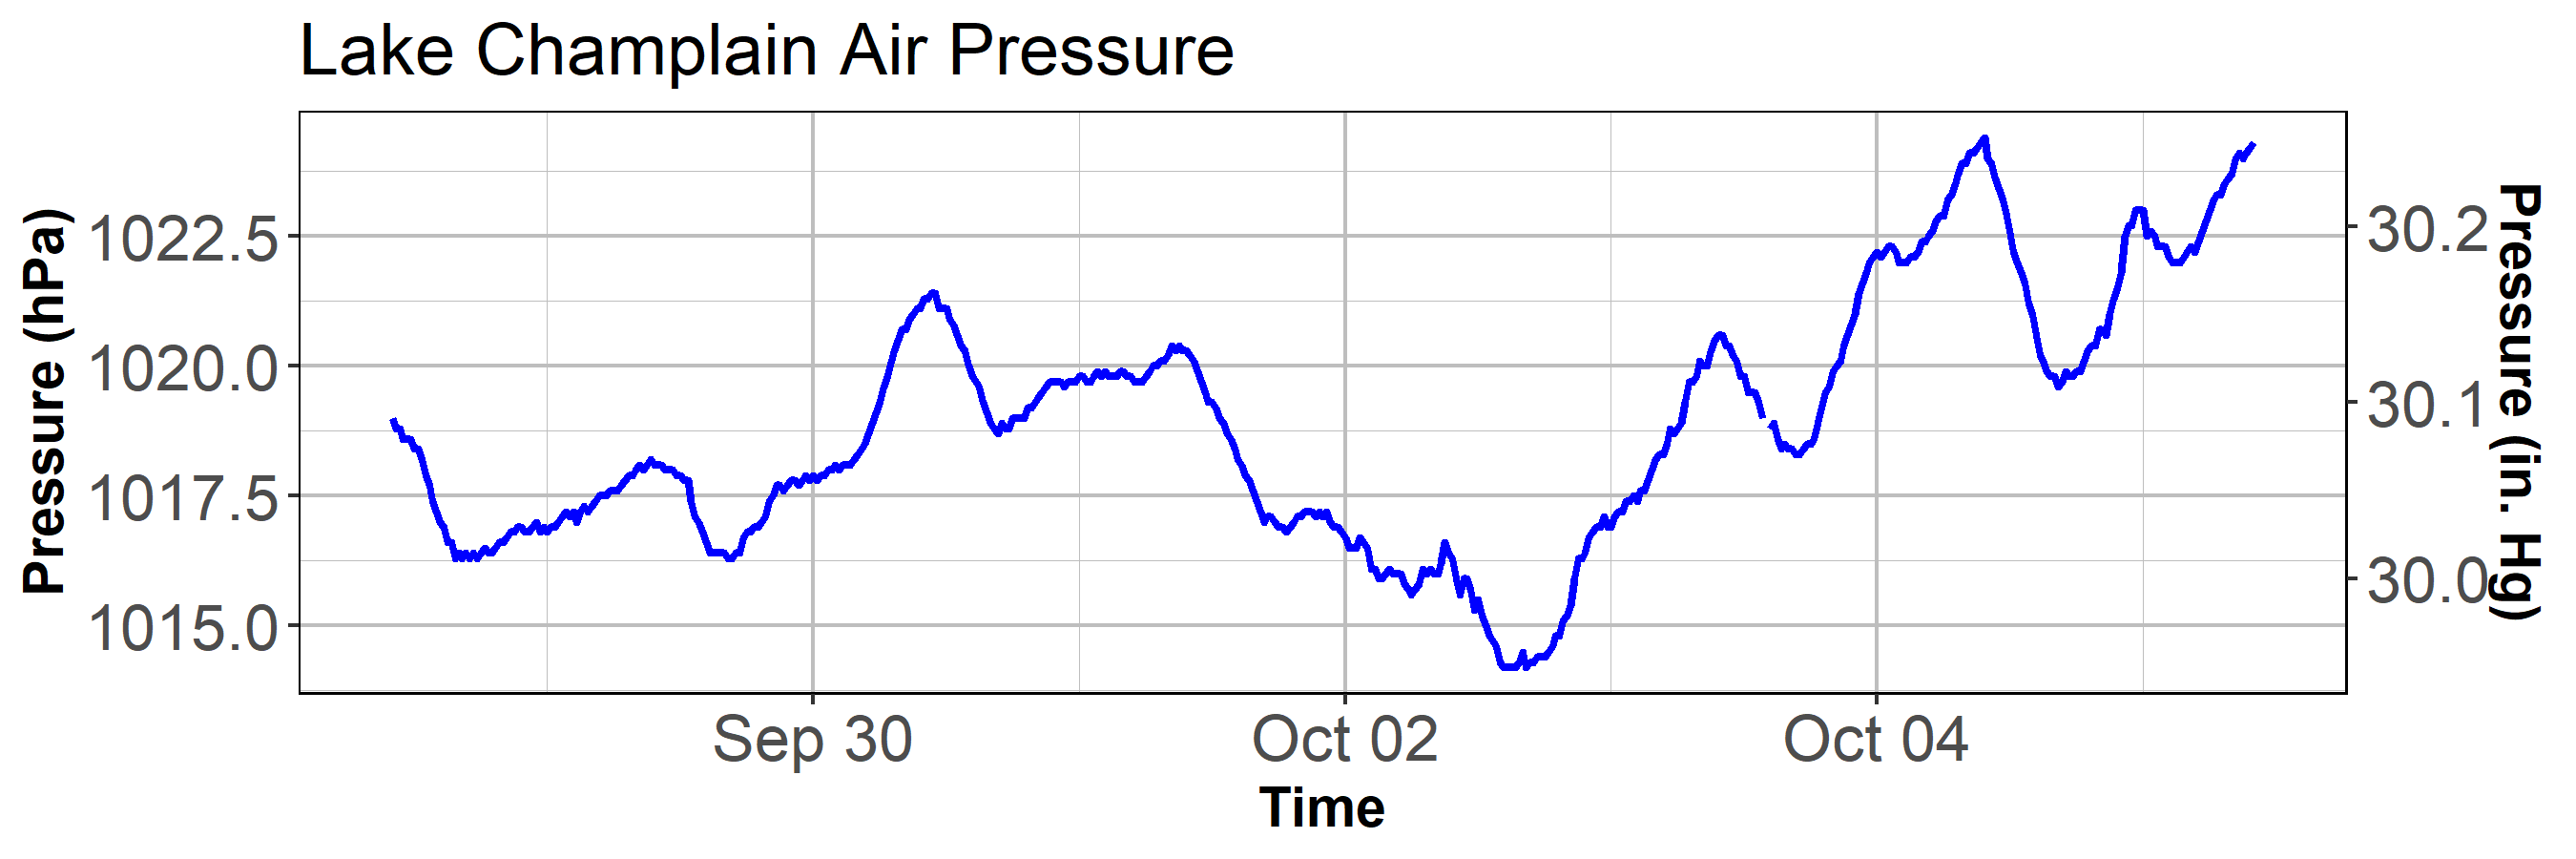 Lake Champlain Air Pressure
Pressure (hPa)
1022.5
1020.0
1017.5
1015.0
30.2
30.1
30.0
Pressure (in. Hg)
Sep 30
Oct 02
Oct 04
Time